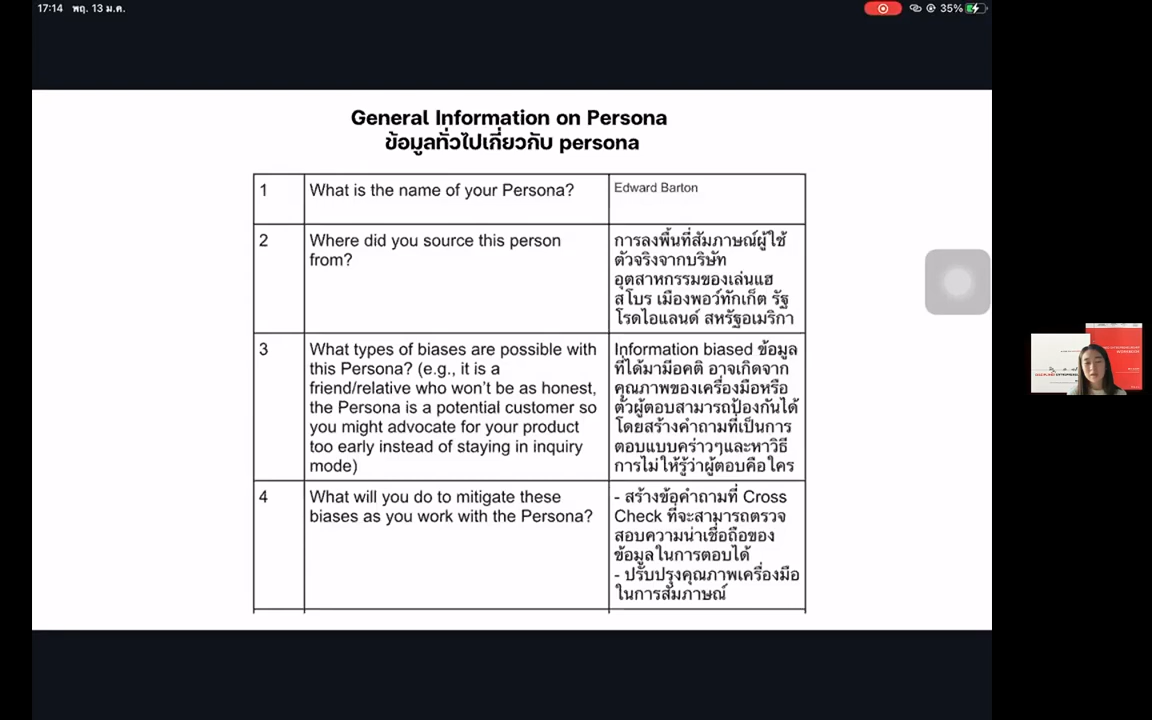 17:14 พฤ. 13 ม.ค.
35%
General Information on Persona
ข้อมูลทั่วไปเกี่ยวกับ persona
1
What is the name of your Persona?
Edward Barton
2
Where did you source this person
from?
การลงพื้นที่สัมภาษณ์ผู้ใช้
ตัวจริงจากบริษัท
อุตสาหกรรมของเล่นแฮ
สโบร เมืองพอว์ทักเก็ต รัฐ
โรดไอแลนด์ สหรัฐอเมริกา
3
What types of biases are possible with
this Persona? (e.g., it is a
friend/relative who won't be as honest,
the Persona is a potential customer so
you might advocate for your product
too early instead of staying in inquiry
mode)
Information biased ข้อมูล
ที่ได้มามีอคติ อาจเกิดจาก
คุณภาพของเครื่องมือหรือ
ตัวผู้ตอบสามารถป้องกันได้
โดยสร้างคำถามที่เป็นการ
ตอบแบบคร่าวๆและหาวิธี
การไม่ให้รู้ว่าผู้ตอบคือใคร
4
What will you do to mitigate these
biases as you work with the Persona?
- สร้างข้อคำถามที่ Cross
Check ที่จะสามารถตรวจ
สอบความน่าเชื่อถือของ
ข้อมูลในการตอบได้
- ปรับปรุงคุณภาพเครื่องมือ
ในการสัมภาษณ์